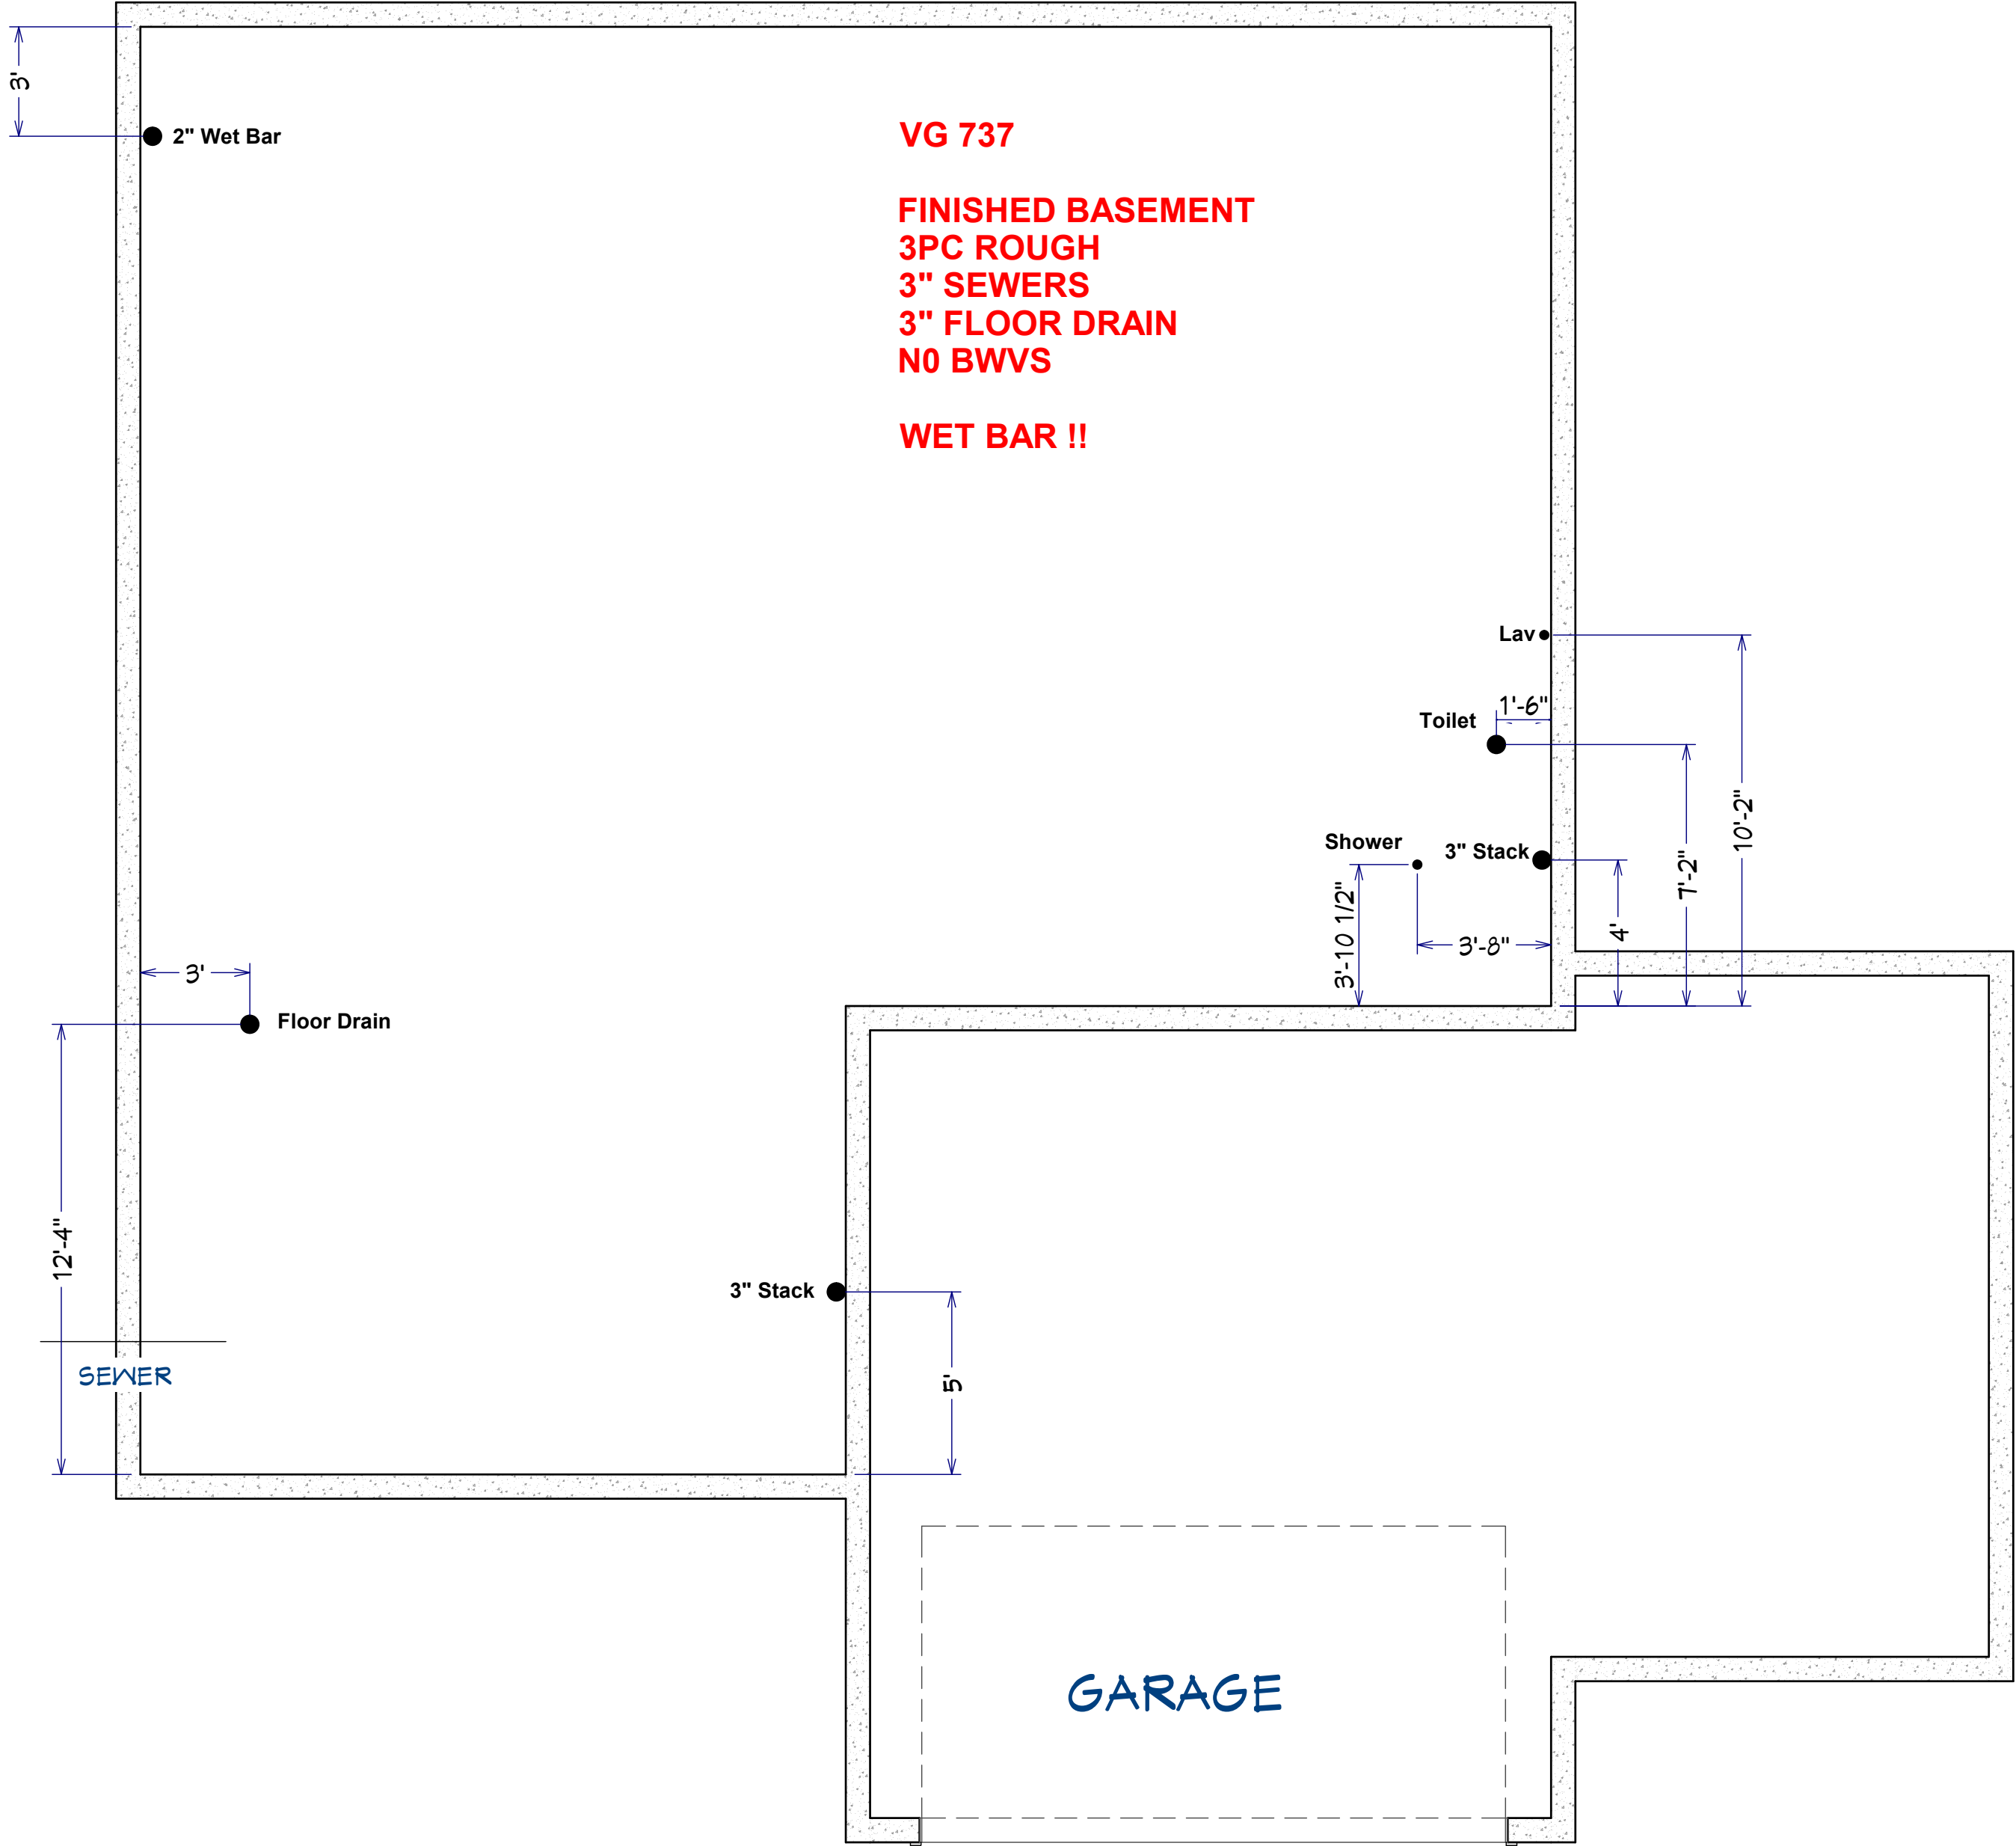 3'
2" Wet Bar
VG 737
FINISHED BASEMENT
3PC ROUGH
3" SEWERS
3" FLOOR DRAIN
N0 BWVS
WET BAR !!
Lav
1'-6"
Toilet
10'-2"
Shower
3" Stack
7'-2"
3'-10 1/2"
4'
3'-8"
3'
Floor Drain
12'-4"
3" Stack
SEWER
5'
GARAGE